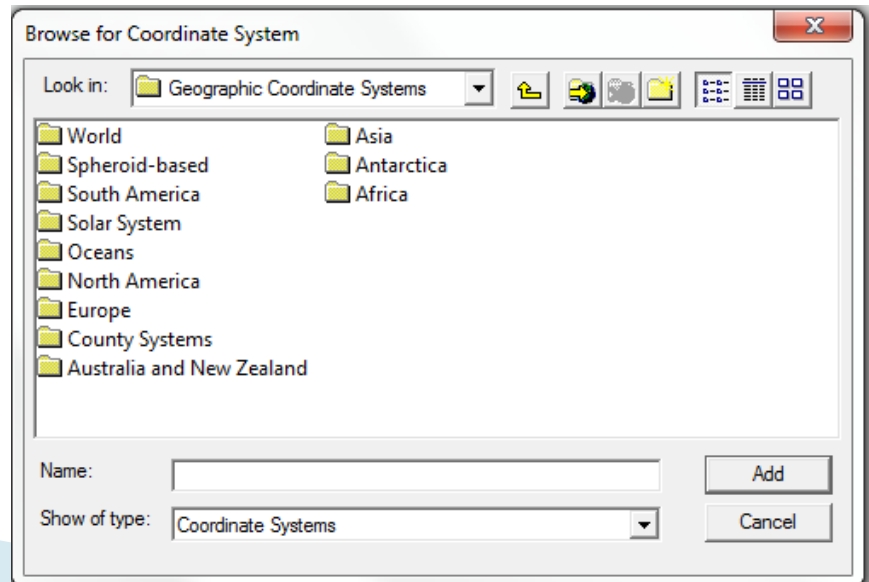 Browse for Coordinate System
Look in: Geographic Coordinate Systems
World
Spheroid-based
South America
Solar System
Oceans
North America
Europe
County Systems
Australia and New Zealand
Asia
Antarctica
Africa
Name:
Add
Show of type: Coordinate Systems
Cancel